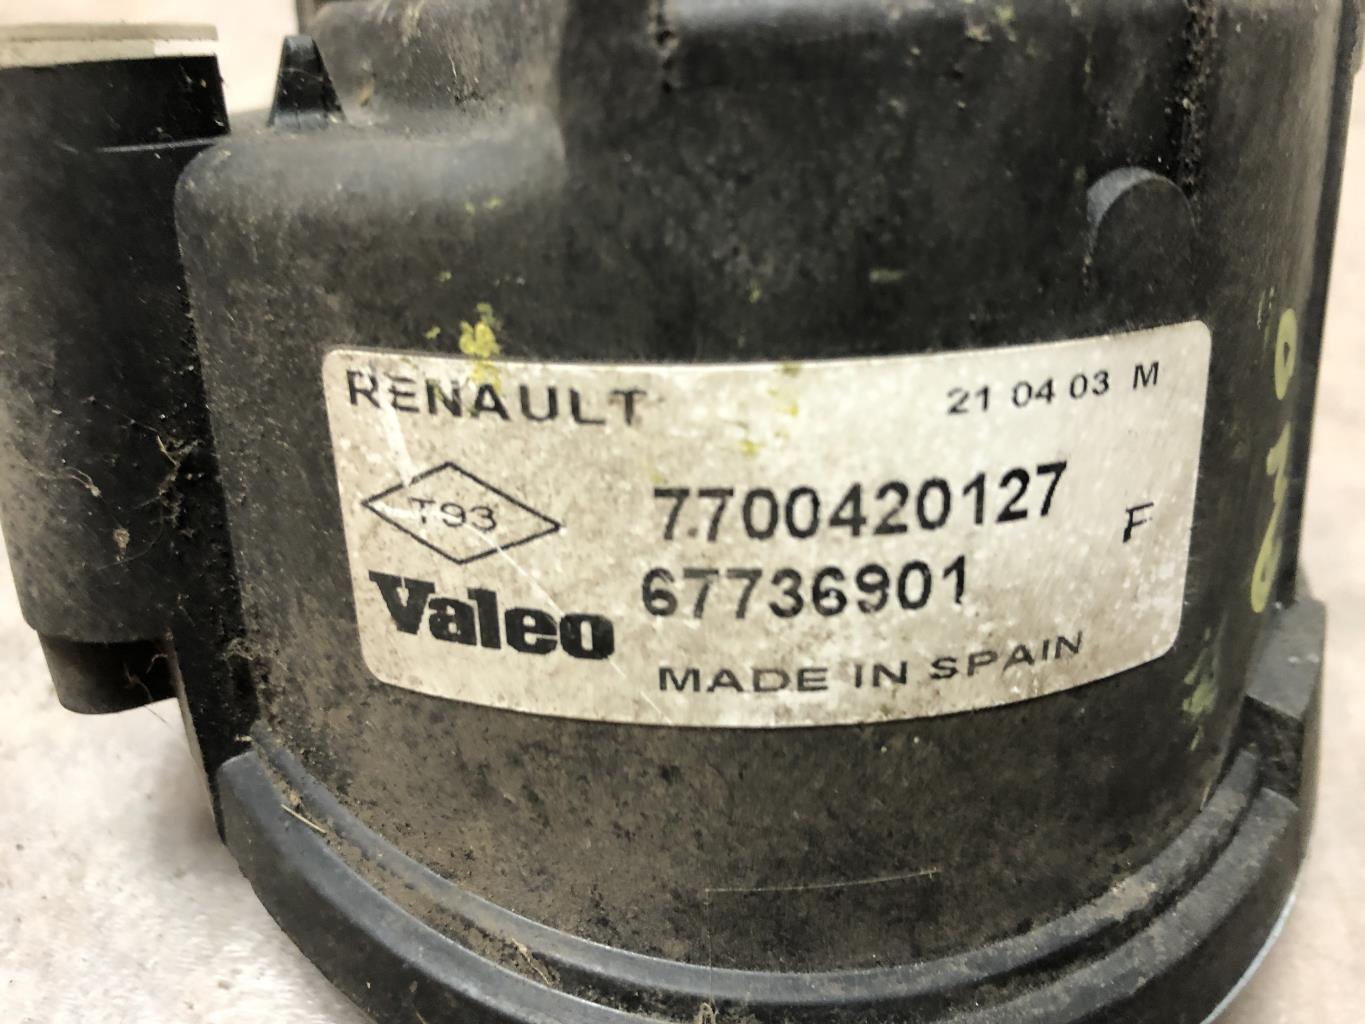 RENAULT 21 04 03 M
T93 7700420127 F
Valeo 67736901
MADE IN SPAIN